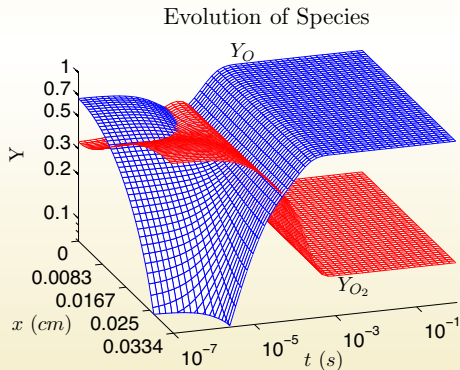 Evolution of Species
Y_O
1
0.7
0.5
0.3
0.2
0.1
Y
0
0.0083
0.0167
0.025
0.0334
x (cm)
10^-7
10^-5
10^-3
10^-1
t (s)
Y_{O_2}